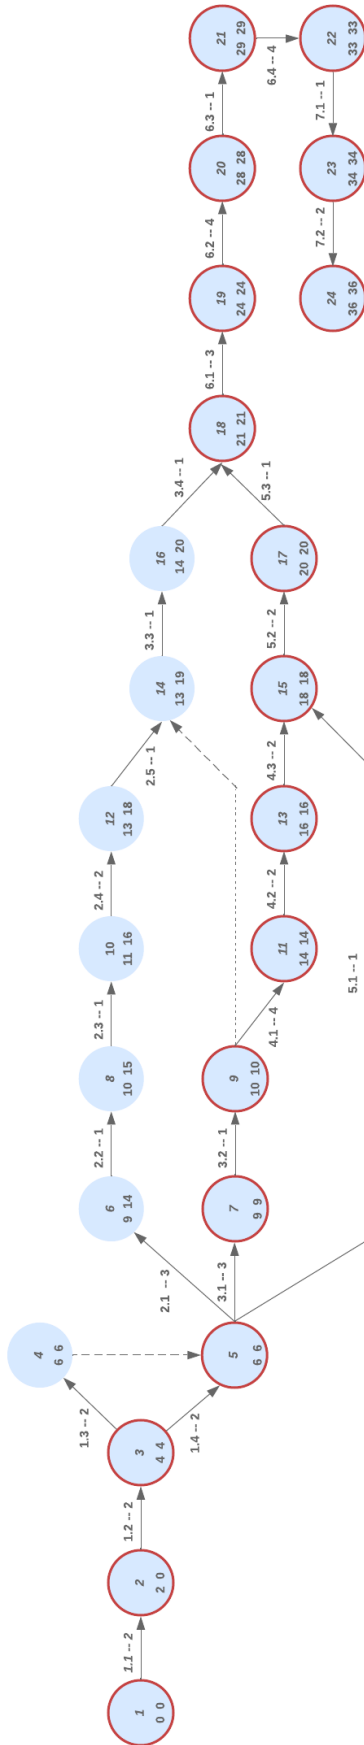 1
0 0
1.1 -- 2
2
2 0
1.2 -- 2
3
4 4
1.3 -- 2
4
6 6
1.4 -- 2
5
6 6
2.1 -- 3
6
9 14
2.2 -- 1
8
10 15
2.3 -- 1
10
11 16
2.4 -- 2
12
13 18
2.5 -- 1
14
13 19
3.3 -- 1
16
14 20
3.4 -- 1
3.1 -- 3
7
9 9
3.2 -- 1
9
10 10
4.1 -- 4
11
14 14
4.2 -- 2
13
16 16
4.3 -- 2
15
18 18
5.1 -- 1
5.2 -- 2
17
20 20
5.3 -- 1
18
21 21
6.1 -- 3
19
24 24
6.2 -- 4
20
28 28
6.3 -- 1
21
29 29
6.4 -- 4
22
33 33
7.1 -- 1
23
34 34
7.2 -- 2
24
36 36